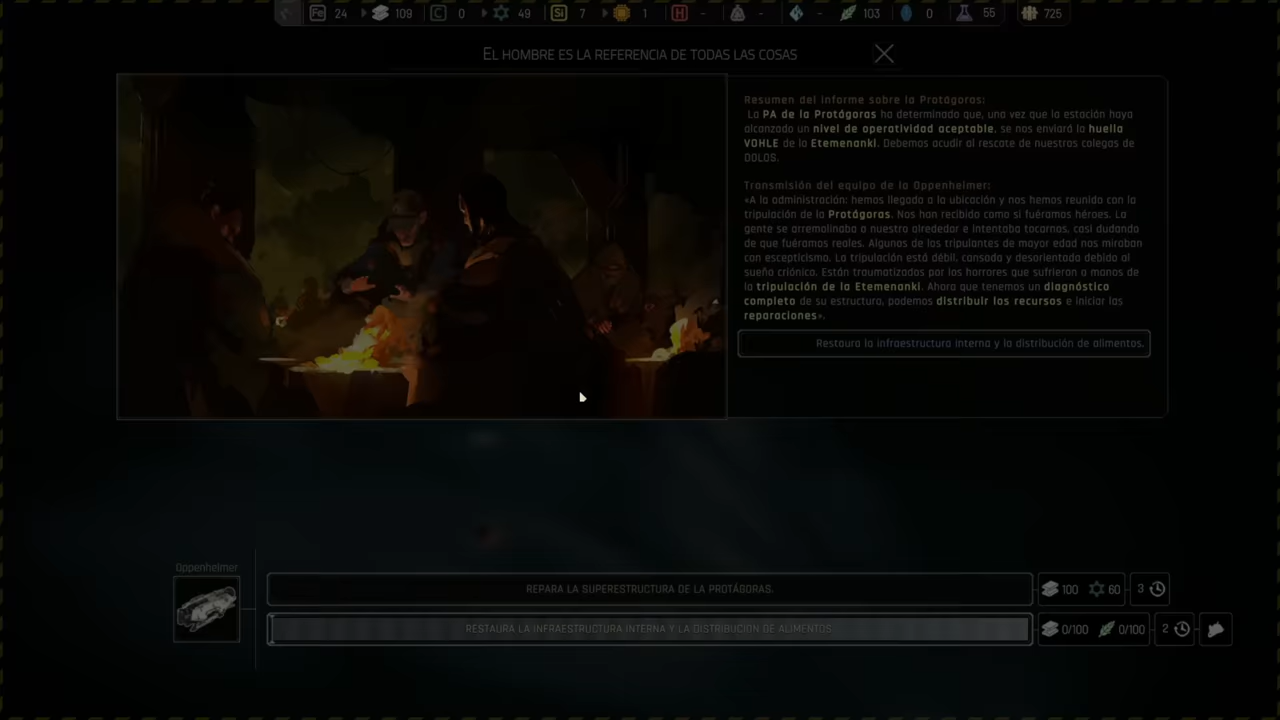 Fe 24 109 C 0 49 Si 7 1 H - - - 103 0 55 725
EL HOMBRE ES LA REFERENCIA DE TODAS LAS COSAS
Resumen del informe sobre la Protágoras:
La PA de la Protágoras ha determinado que, una vez que la estación haya
alcanzado un nivel de operatividad aceptable, se nos enviará la huella
VOHLE de la Etemenanki. Debemos acudir al rescate de nuestros colegas de
DOLOS.
Transmisión del equipo de la Oppenheimer:
«A la administración: hemos llegado a la ubicación y nos hemos reunido con la
tripulación de la Protágoras. Nos han recibido como si fuéramos héroes. La
gente se arremolinaba a nuestro alrededor e intentaba tocarnos, casi dudando
de que fuéramos reales. Algunos de los tripulantes de mayor edad nos miraban
con escepticismo. La tripulación está débil, cansada y desorientada debido al
sueño criónico. Están traumatizados por los horrores que sufrieron a manos de
la tripulación de la Etemenanki. Ahora que tenemos un diagnóstico
completo de su estructura, podemos distribuir los recursos e iniciar las
reparaciones».
Restaura la infraestructura interna y la distribución de alimentos.
Oppenheimer
REPARA LA SUPERESTRUCTURA DE LA PROTÁGORAS. 100 60 3
RESTAURA LA INFRAESTRUCTURA INTERNA Y LA DISTRIBUCIÓN DE ALIMENTOS. 0/100 0/100 2